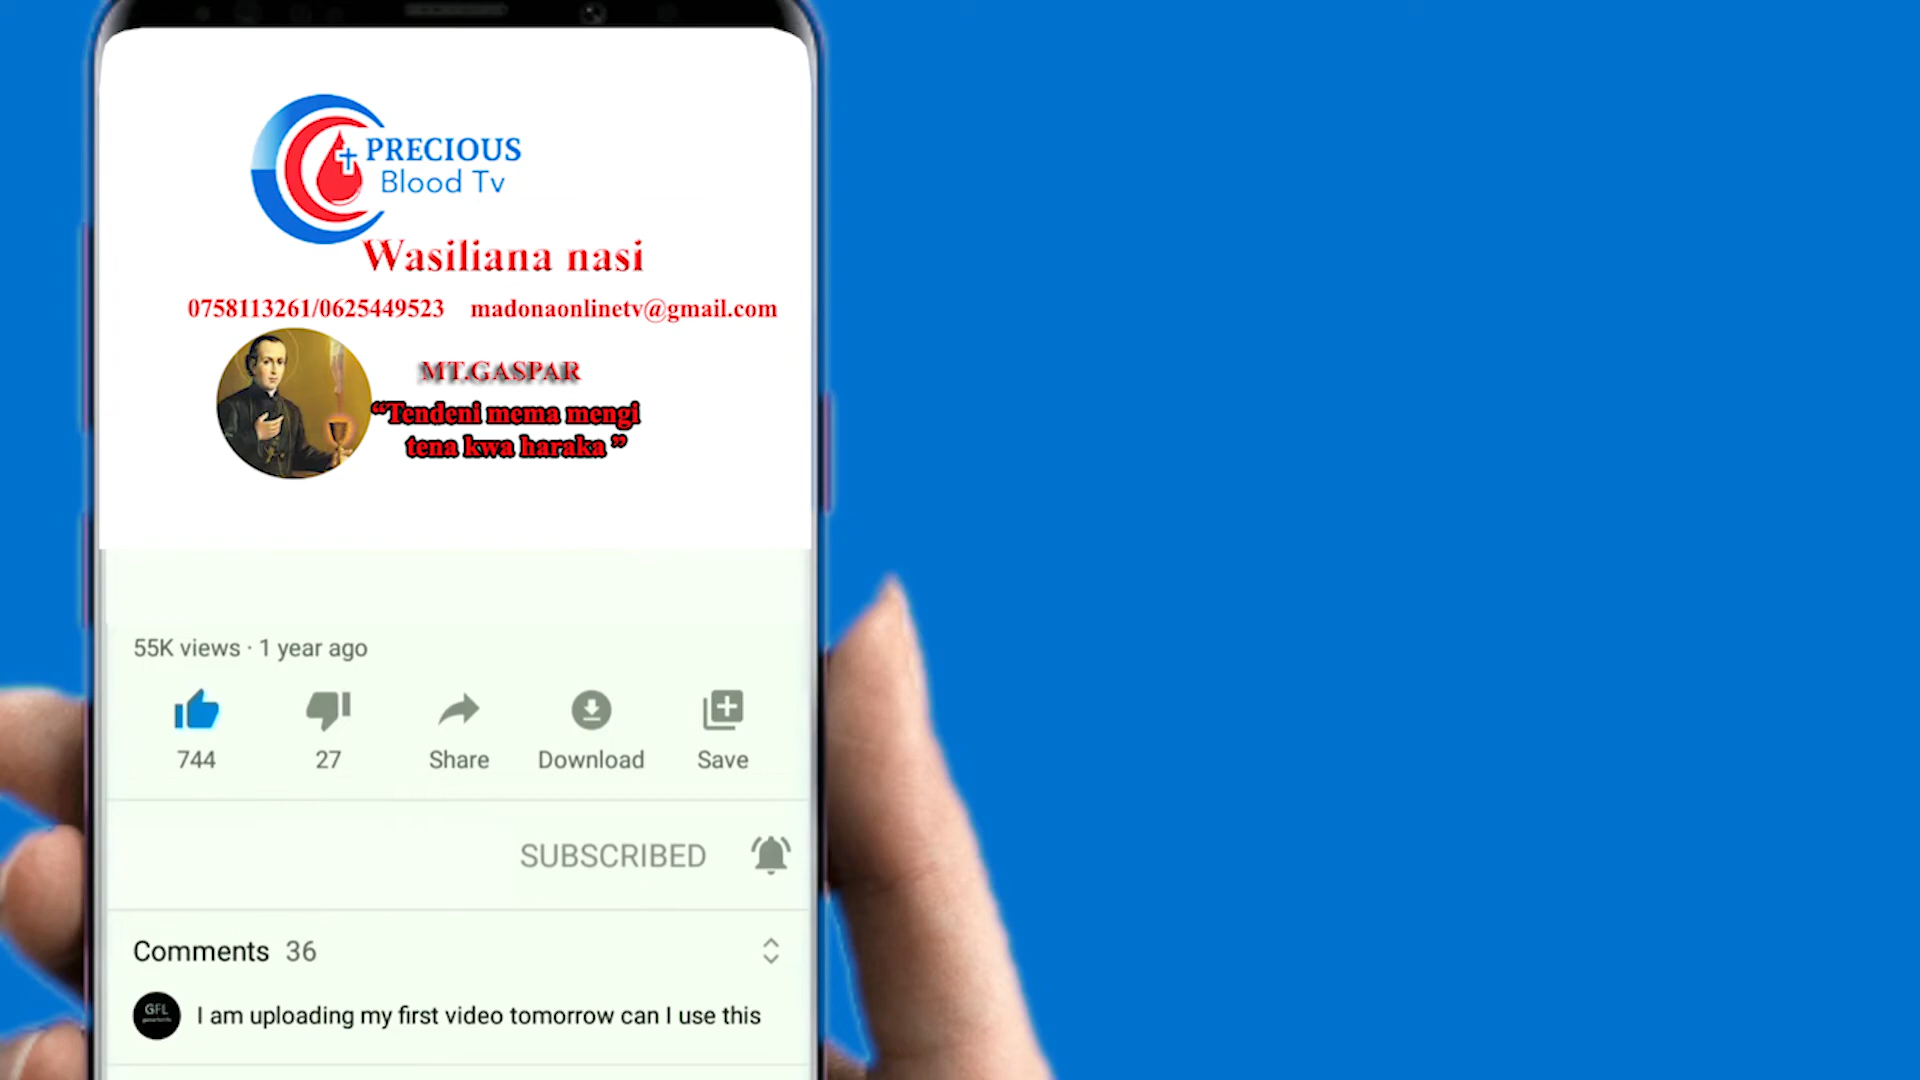 PRECIOUS
Blood Tv
Wasiliana nasi
0758113261/0625449523 madonaonlinetv@gmail.com
MT.GASPAR
“Tendeni mema mengi
tena kwa haraka ”
55K views · 1 year ago
744 27 Share Download Save
SUBSCRIBED
Comments 36
GFL
I am uploading my first video tomorrow can I use this